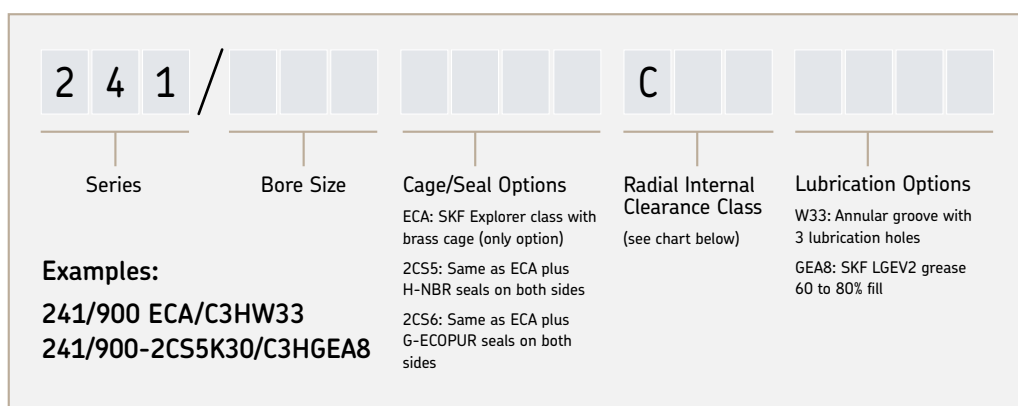 241/ C
Series
Bore Size
Cage/Seal Options
ECA: SKF Explorer class with
brass cage (only option)
2CS5: Same as ECA plus
H-NBR seals on both sides
2CS6: Same as ECA plus
G-ECOPUR seals on both
sides
Radial Internal
Clearance Class
(see chart below)
Lubrication Options
W33: Annular groove with
3 lubrication holes
GEA8: SKF LGEV2 grease
60 to 80% fill
Examples:
241/900 ECA/C3HW33
241/900-2CS5K30/C3HGEA8